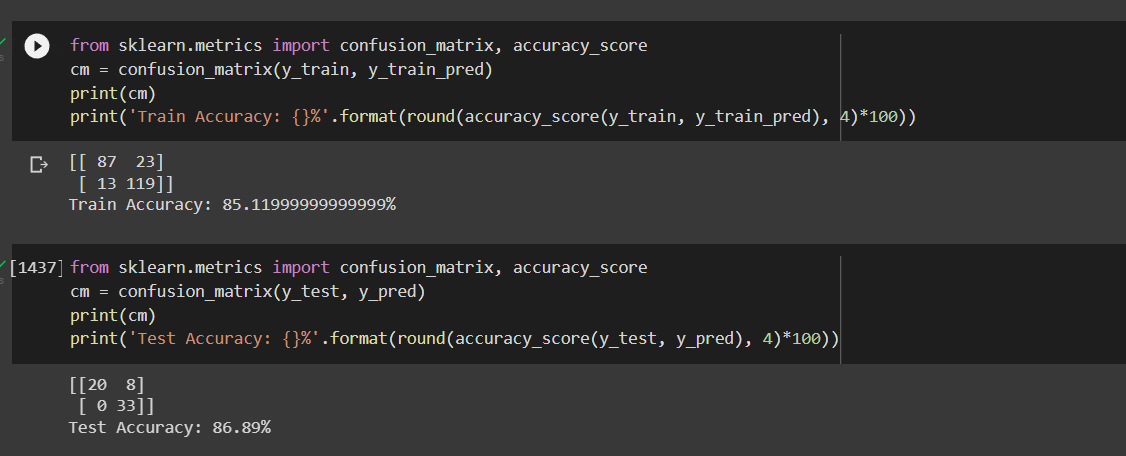 from sklearn.metrics import confusion_matrix, accuracy_score
cm = confusion_matrix(y_train, y_train_pred)
print(cm)
print('Train Accuracy: {}%'.format(round(accuracy_score(y_train, y_train_pred), 4)*100))
[[ 87  23]
 [ 13 119]]
Train Accuracy: 85.11999999999999%
[1437] from sklearn.metrics import confusion_matrix, accuracy_score
cm = confusion_matrix(y_test, y_pred)
print(cm)
print('Test Accuracy: {}%'.format(round(accuracy_score(y_test, y_pred), 4)*100))
[[20  8]
 [ 0 33]]
Test Accuracy: 86.89%